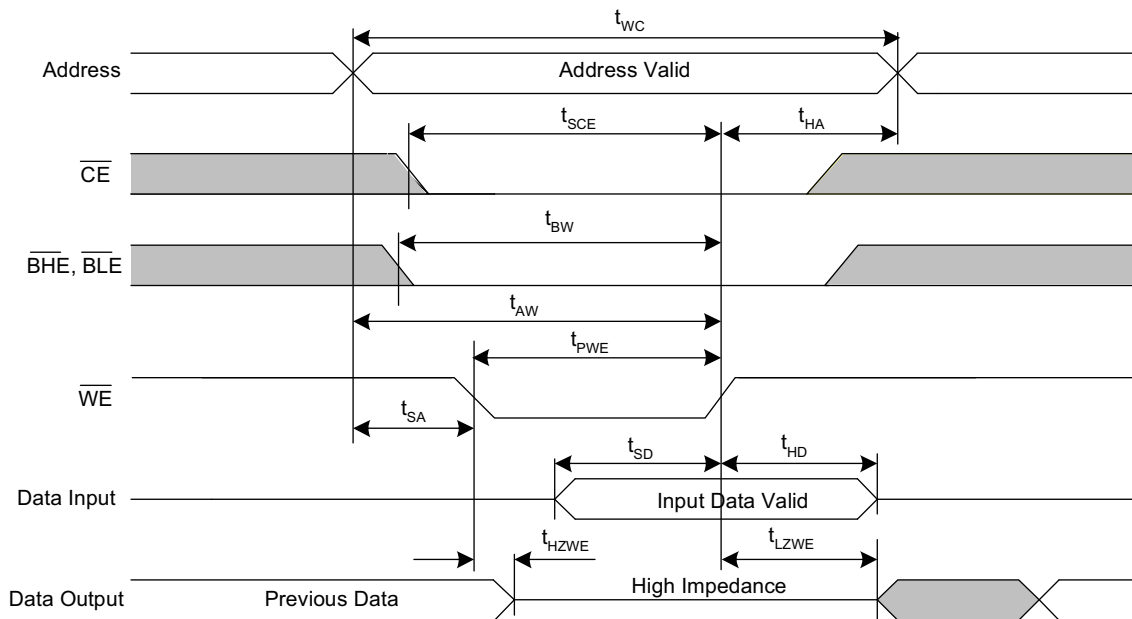 tWC
Address
Address Valid
tSCE
tHA
CE
tBW
BHE, BLE
tAW
tPWE
WE
tSA
tSD
tHD
Data Input
Input Data Valid
tHZWE
tLZWE
Data Output
Previous Data
High Impedance